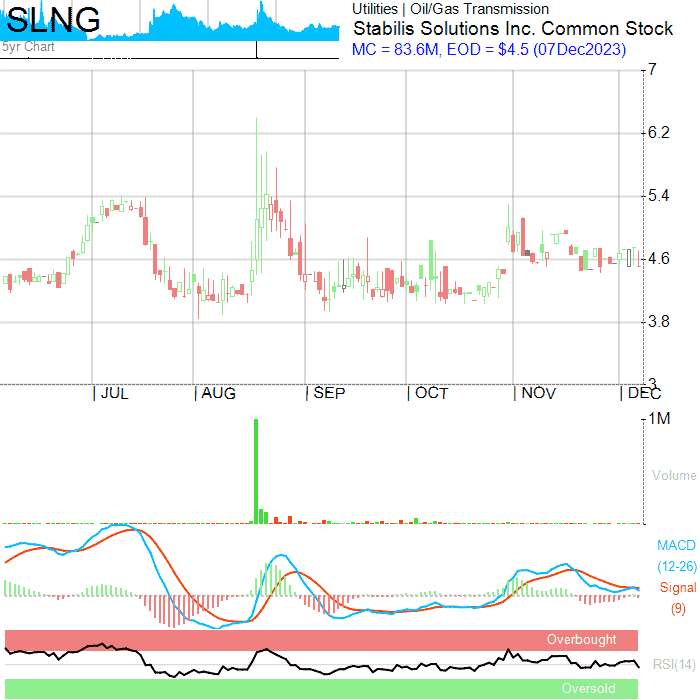 SLNG
5yr Chart
Utilities | Oil/Gas Transmission
Stabilis Solutions Inc. Common Stock
MC = 83.6M, EOD = $4.5 (07Dec2023)
7
6.2
5.4
4.6
3.8
3
| JUL | AUG | SEP | OCT | NOV | DEC
1M
Volume
MACD
(12-26)
Signal
(9)
Overbought
RSI(14)
Oversold